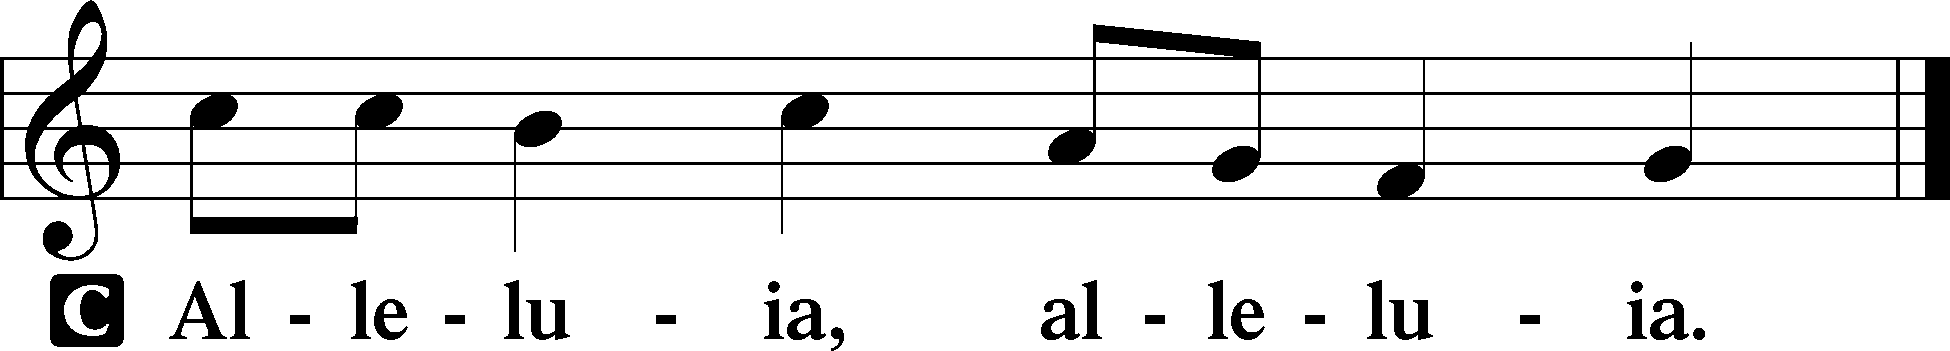 C Al - le - lu - ia, al - le - lu - ia.